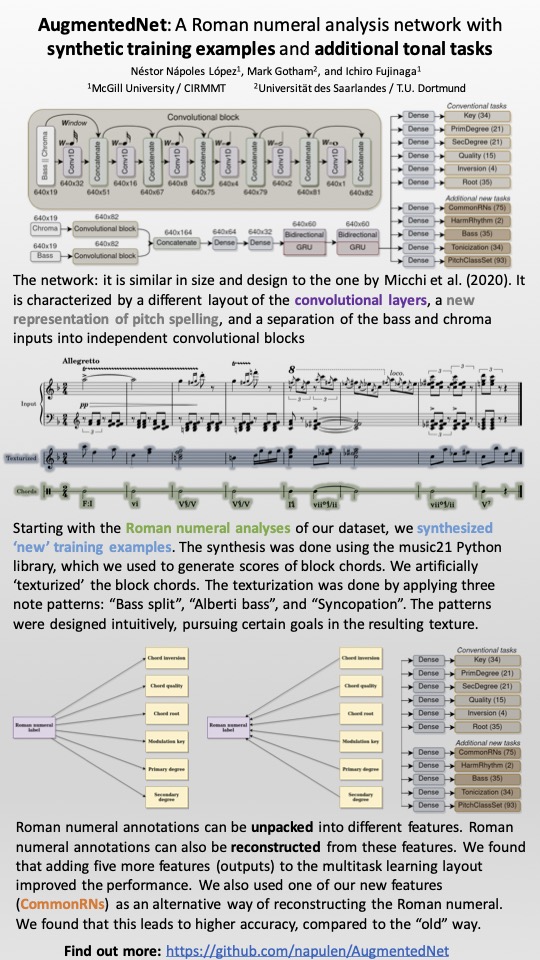 AugmentedNet: A Roman numeral analysis network with
synthetic training examples and additional tonal tasks
Néstor Nápoles López¹, Mark Gotham², and Ichiro Fujinaga¹
¹McGill University / CIRMMT ²Universität des Saarlandes / T.U. Dortmund
Convolutional block
Window
Bass || Chroma
640x19
Conv1D
640x32
Concatenate
640x51
Conv1D
640x16
Concatenate
640x67
Conv1D
640x8
Concatenate
640x75
Conv1D
640x4
Concatenate
640x79
Conv1D
640x2
Concatenate
640x81
Conv1D
640x1
Concatenate
640x82
640x19 640x82
Chroma Convolutional block
640x19 640x82
Bass Convolutional block
640x164 640x64 640x32 640x60 640x60
Concatenate Dense Dense Bidirectional GRU Bidirectional GRU
Conventional tasks
Dense Key (34)
Dense PrimDegree (21)
Dense SecDegree (21)
Dense Quality (15)
Dense Inversion (4)
Dense Root (35)
Additional new tasks
Dense CommonRNs (75)
Dense HarmRhythm (2)
Dense Bass (35)
Dense Tonicization (34)
Dense PitchClassSet (93)
The network: it is similar in size and design to the one by Micchi et al. (2020). It
is characterized by a different layout of the convolutional layers, a new
representation of pitch spelling, and a separation of the bass and chroma
inputs into independent convolutional blocks
Allegretto
8
loco.
Input
pp
3 3 3 3 3
Texturized
Chords
F:I vi V⁶/V V⁶/V vii°⁶/ii vii°⁶/ii V⁷
Starting with the Roman numeral analyses of our dataset, we synthesized
‘new’ training examples. The synthesis was done using the music21 Python
library, which we used to generate scores of block chords. We artificially
‘texturized’ the block chords. The texturization was done by applying three
note patterns: “Bass split”, “Alberti bass”, and “Syncopation”. The patterns
were designed intuitively, pursuing certain goals in the resulting texture.
Roman numeral
label
Chord inversion
Chord quality
Chord root
Modulation key
Primary degree
Secondary
degree
Roman numeral
label
Chord inversion
Chord quality
Chord root
Modulation key
Primary degree
Secondary
degree
Conventional tasks
Dense Key (34)
Dense PrimDegree (21)
Dense SecDegree (21)
Dense Quality (15)
Dense Inversion (4)
Dense Root (35)
Additional new tasks
Dense CommonRNs (75)
Dense HarmRhythm (2)
Dense Bass (35)
Dense Tonicization (34)
Dense PitchClassSet (93)
Roman numeral annotations can be unpacked into different features. Roman
numeral annotations can also be reconstructed from these features. We found
that adding five more features (outputs) to the multitask learning layout
improved the performance. We also used one of our new features
(CommonRNs) as an alternative way of reconstructing the Roman numeral.
We found that this leads to higher accuracy, compared to the “old” way.
Find out more: https://github.com/napulen/AugmentedNet